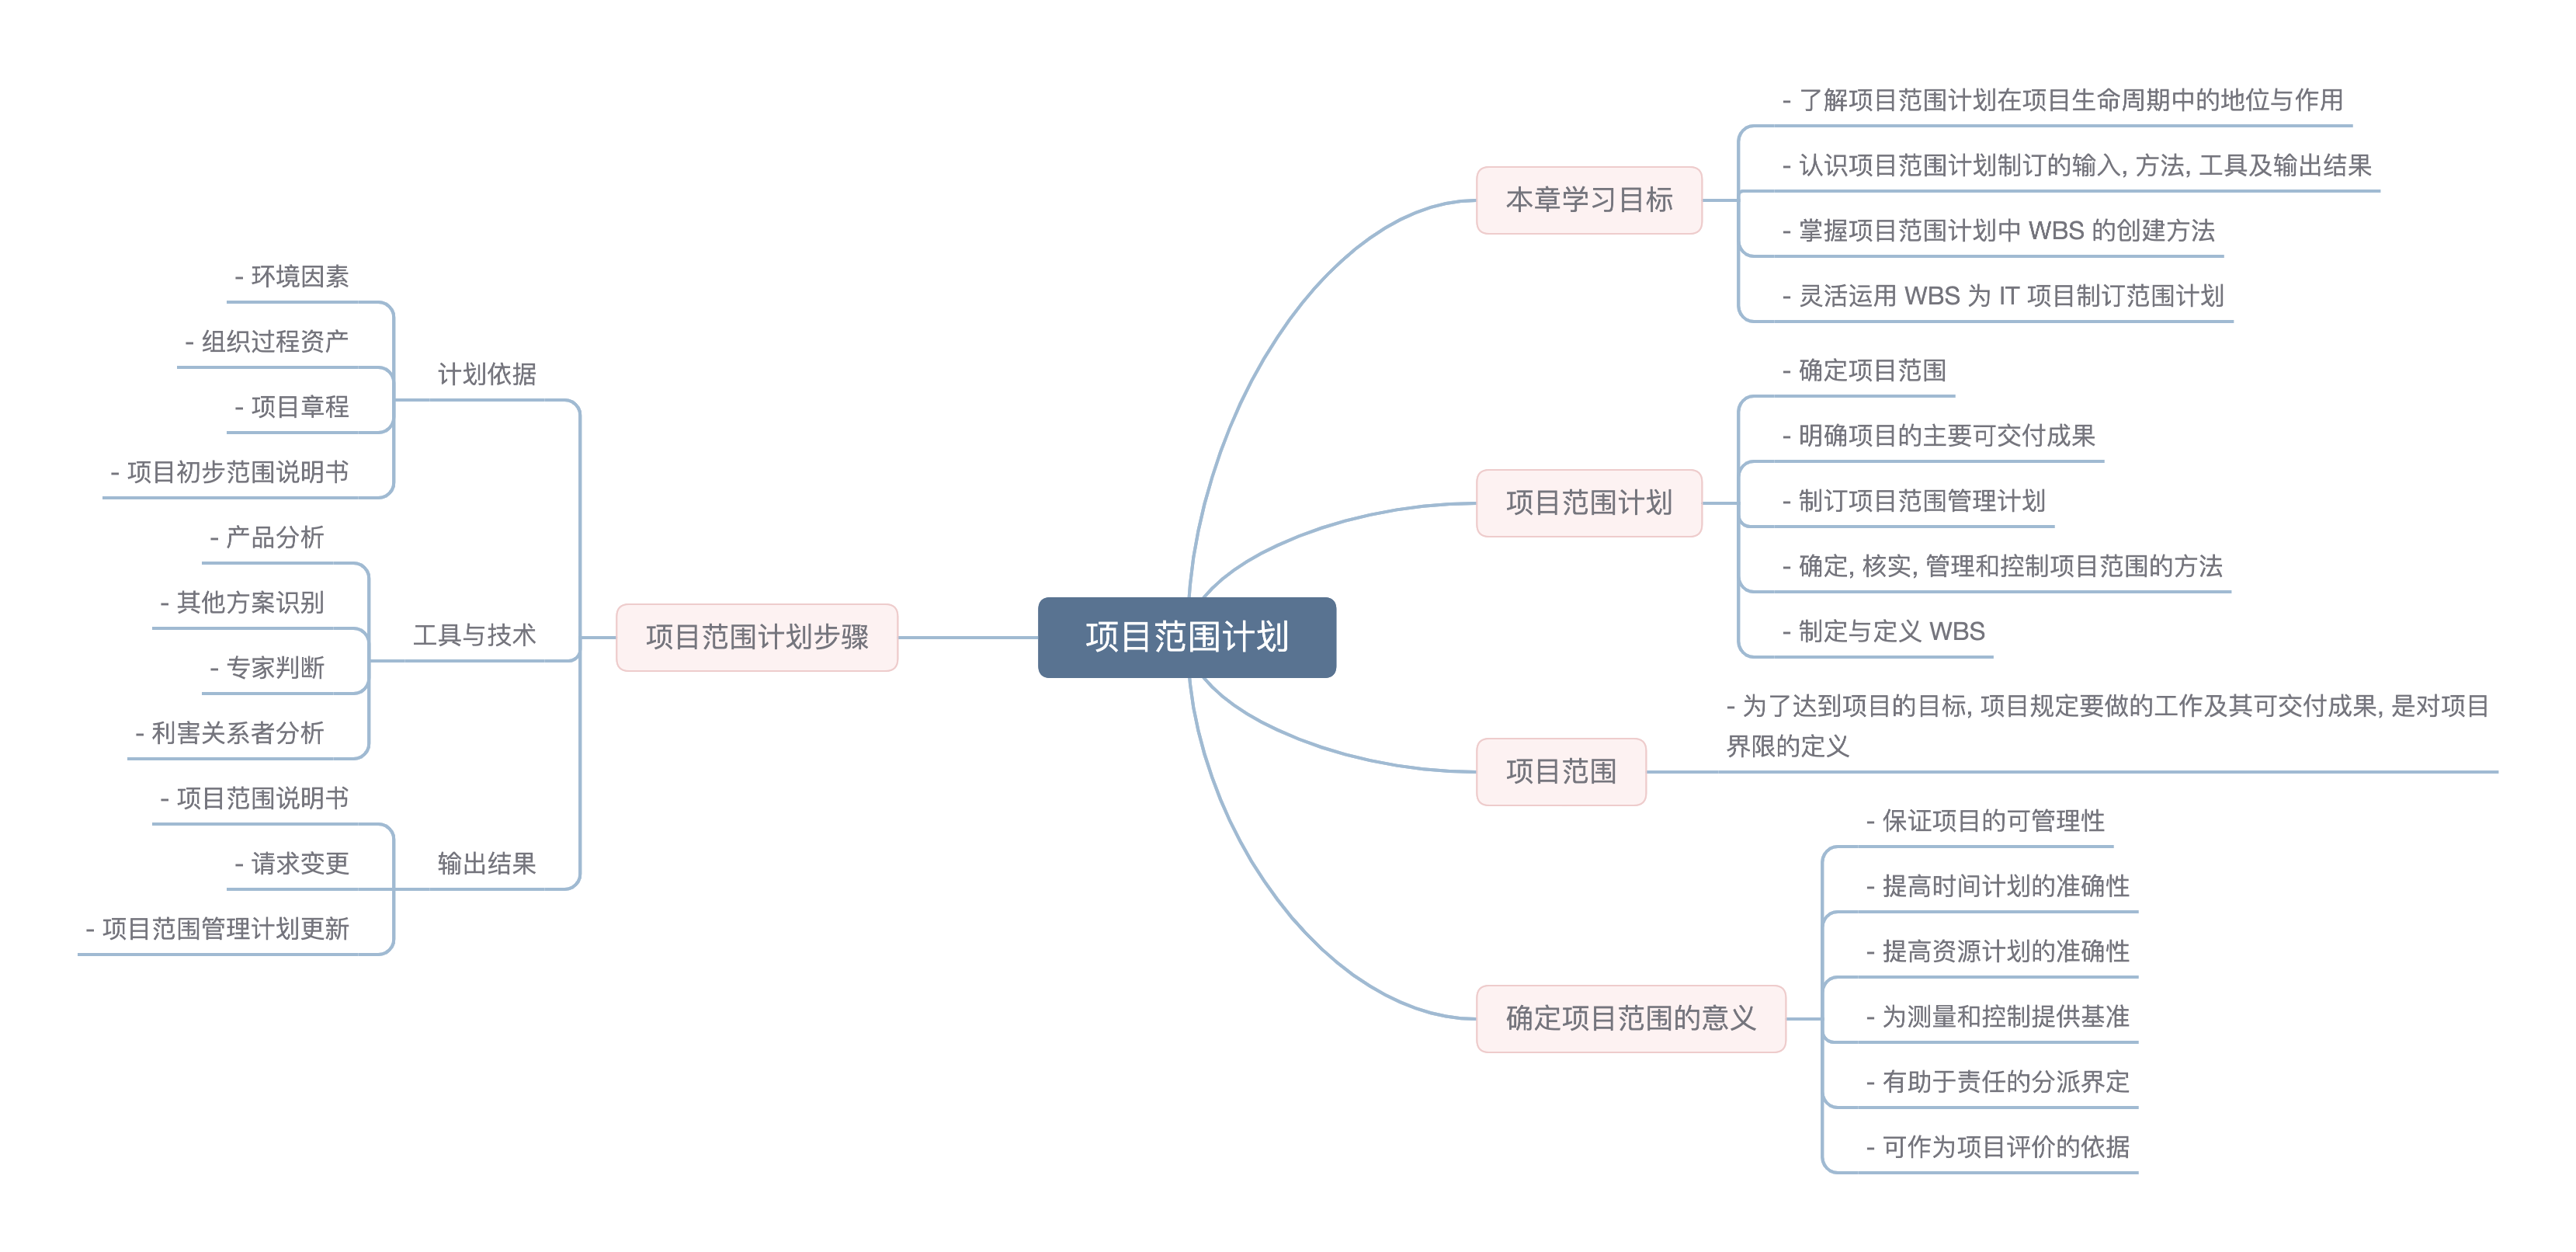 项目范围计划
本章学习目标
- 了解项目范围计划在项目生命周期中的地位与作用
- 认识项目范围计划制订的输入, 方法, 工具及输出结果
- 掌握项目范围计划中 WBS 的创建方法
- 灵活运用 WBS 为 IT 项目制订范围计划
项目范围计划
- 确定项目范围
- 明确项目的主要可交付成果
- 制订项目范围管理计划
- 确定, 核实, 管理和控制项目范围的方法
- 制定与定义 WBS
项目范围
- 为了达到项目的目标, 项目规定要做的工作及其可交付成果, 是对项目
界限的定义
确定项目范围的意义
- 保证项目的可管理性
- 提高时间计划的准确性
- 提高资源计划的准确性
- 为测量和控制提供基准
- 有助于责任的分派界定
- 可作为项目评价的依据
项目范围计划步骤
计划依据
- 环境因素
- 组织过程资产
- 项目章程
- 项目初步范围说明书
工具与技术
- 产品分析
- 其他方案识别
- 专家判断
- 利害关系者分析
输出结果
- 项目范围说明书
- 请求变更
- 项目范围管理计划更新